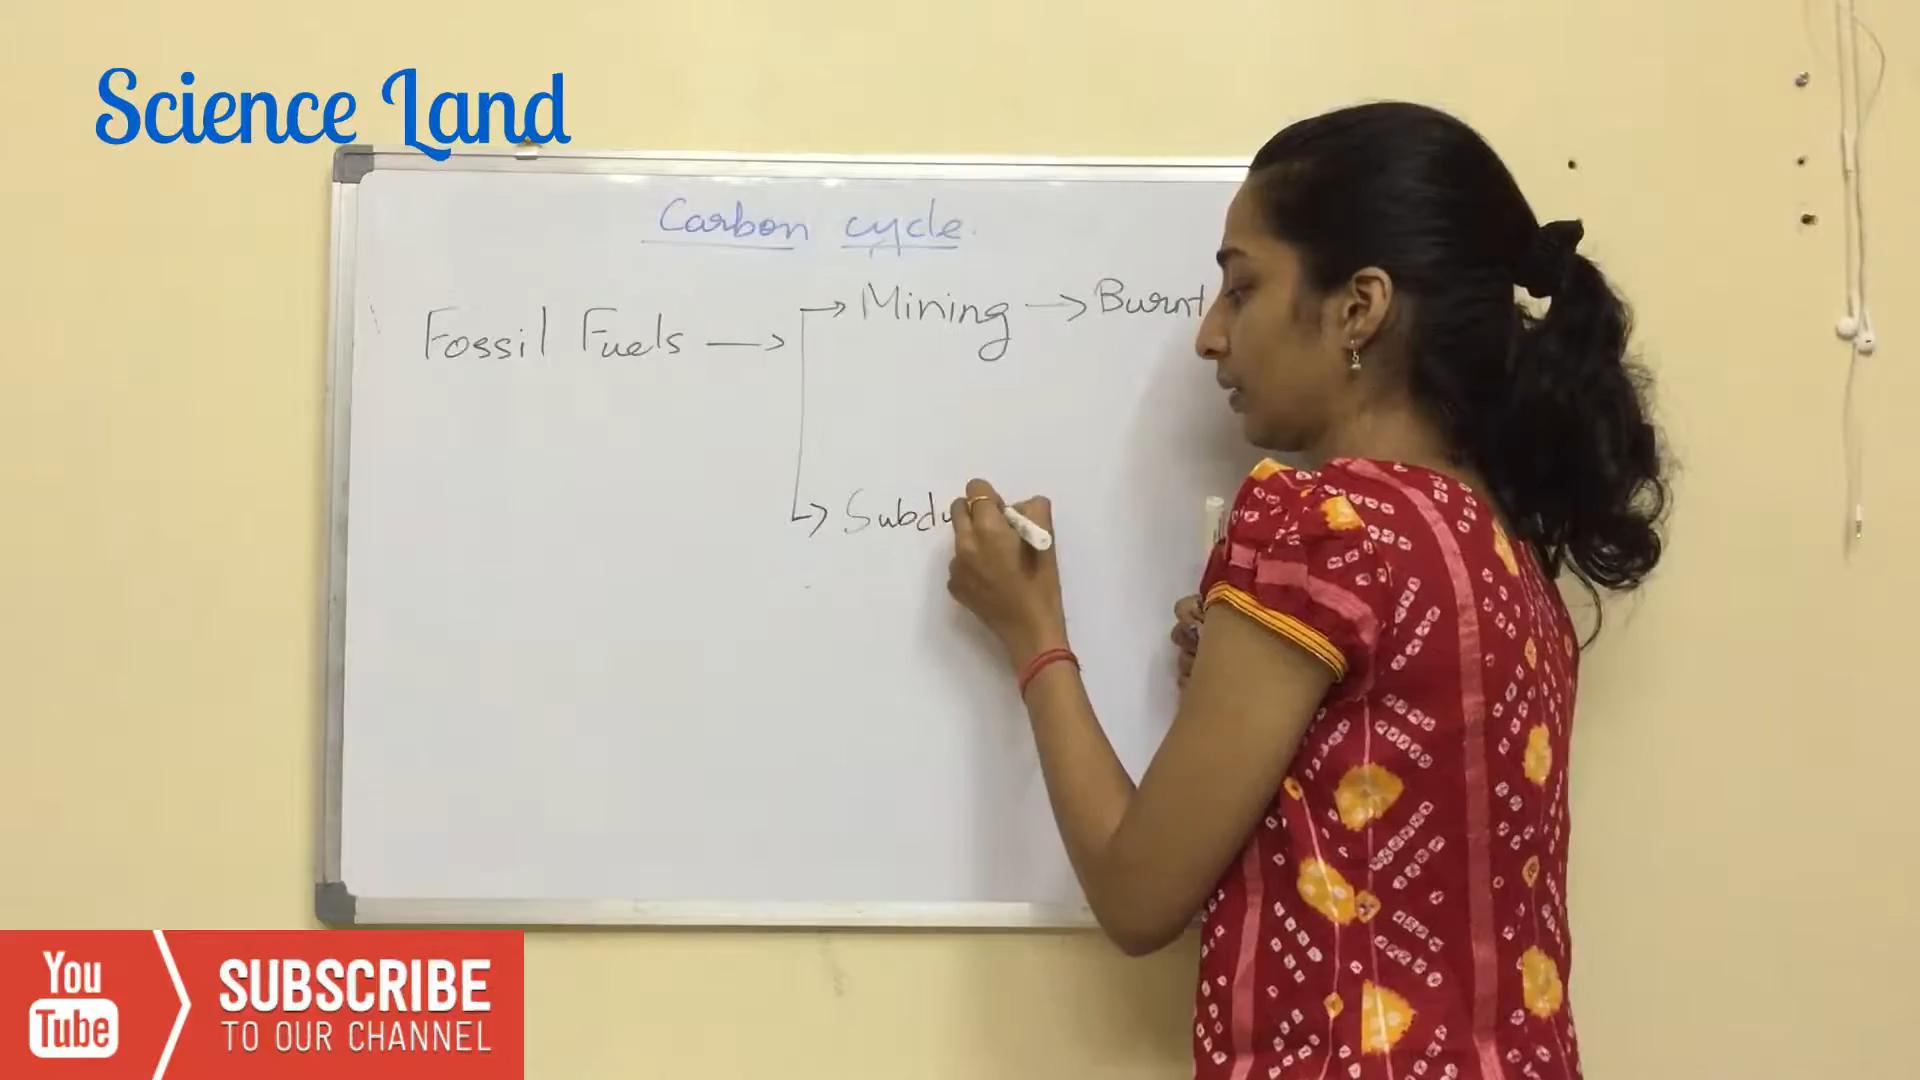 Science Land
Carbon cycle.
Fossil Fuels → → Mining → Burnt
→ Subdu
You
Tube
SUBSCRIBE
TO OUR CHANNEL